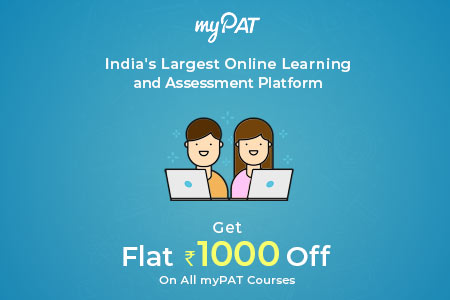 myPAT
India's Largest Online Learning
and Assessment Platform
Get
Flat ₹1000 Off
On All myPAT Courses